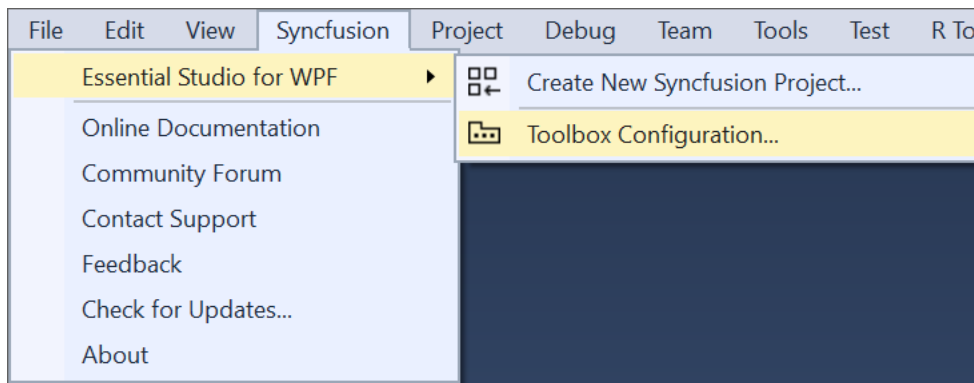 File Edit View Syncfusion Project Debug Team Tools Test R To
Essential Studio for WPF
Create New Syncfusion Project...
Toolbox Configuration...
Online Documentation
Community Forum
Contact Support
Feedback
Check for Updates...
About